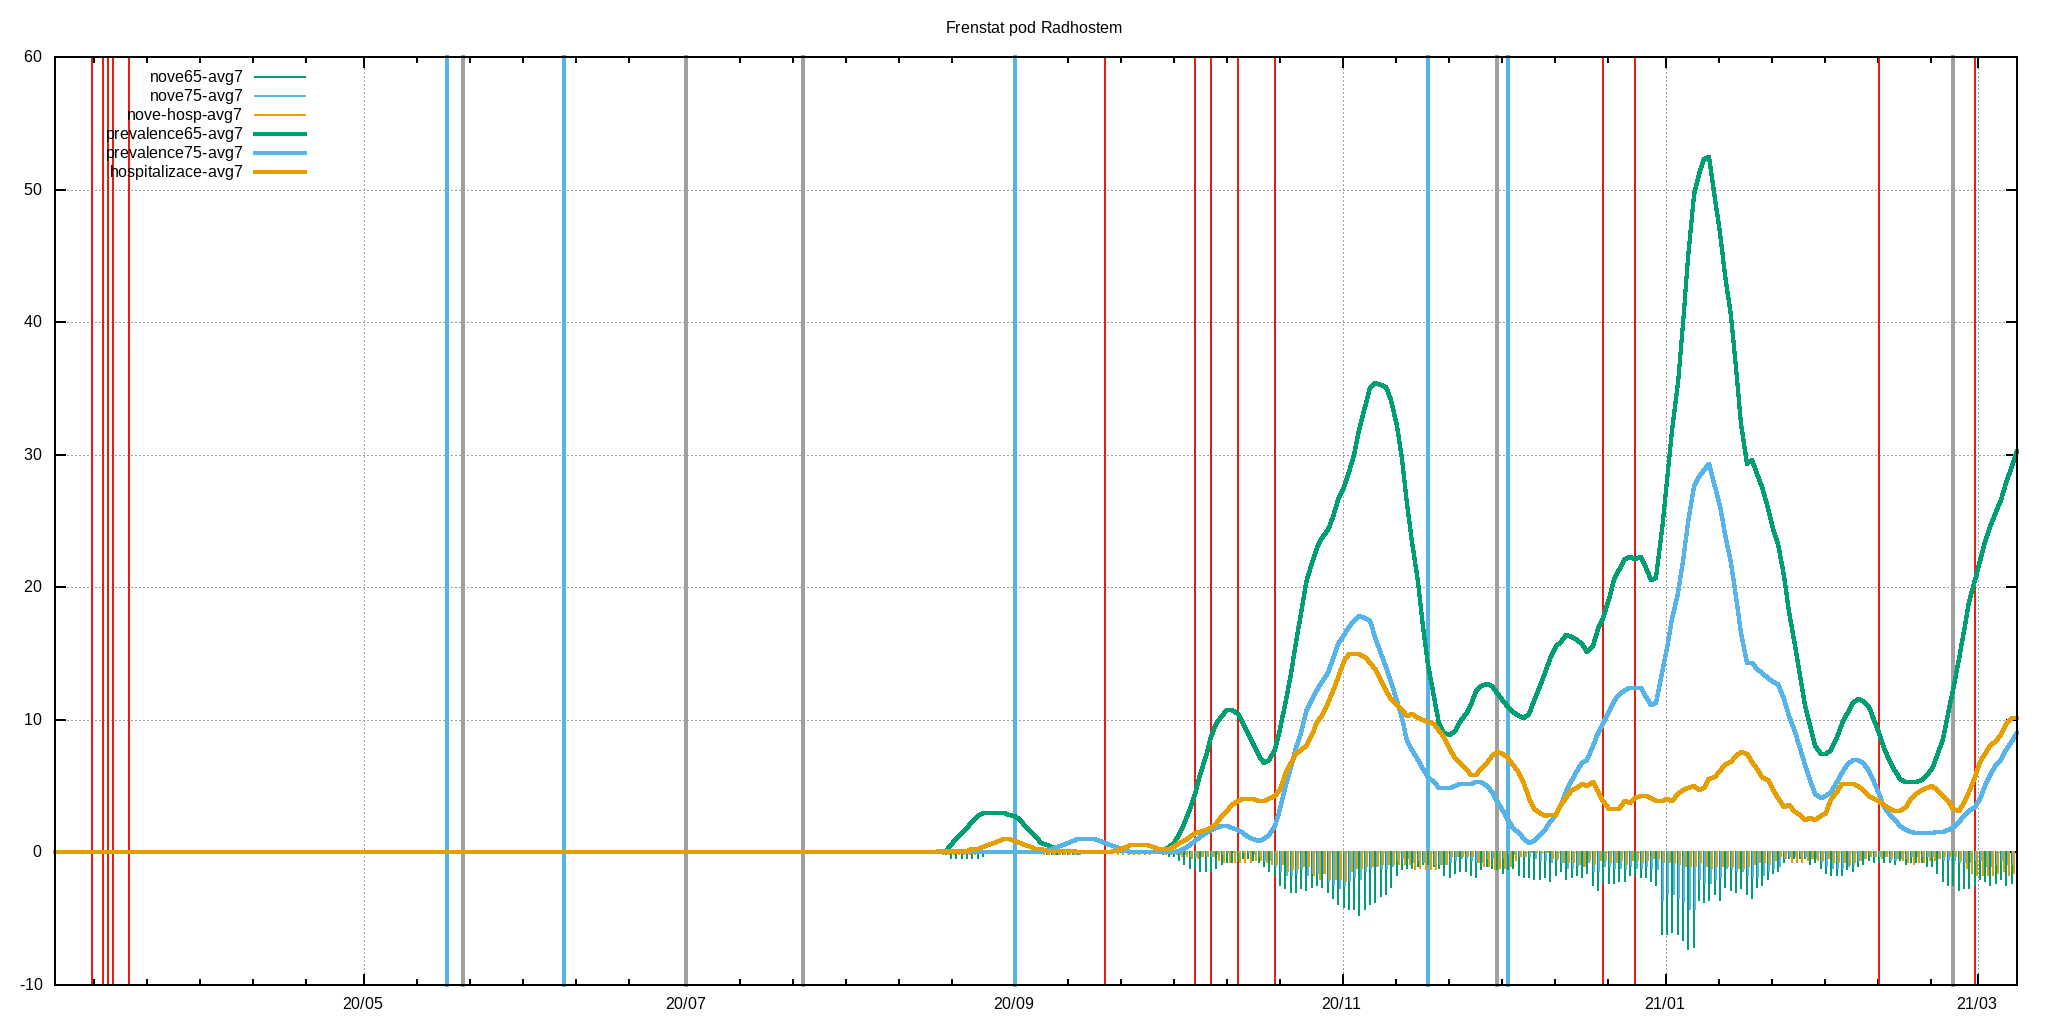 Frenstat pod Radhostem
60
50
40
30
20
10
0
-10
nove65-avg7
nove75-avg7
nove-hosp-avg7
prevalence65-avg7
prevalence75-avg7
hospitalizace-avg7
20/05
20/07
20/09
20/11
21/01
21/03